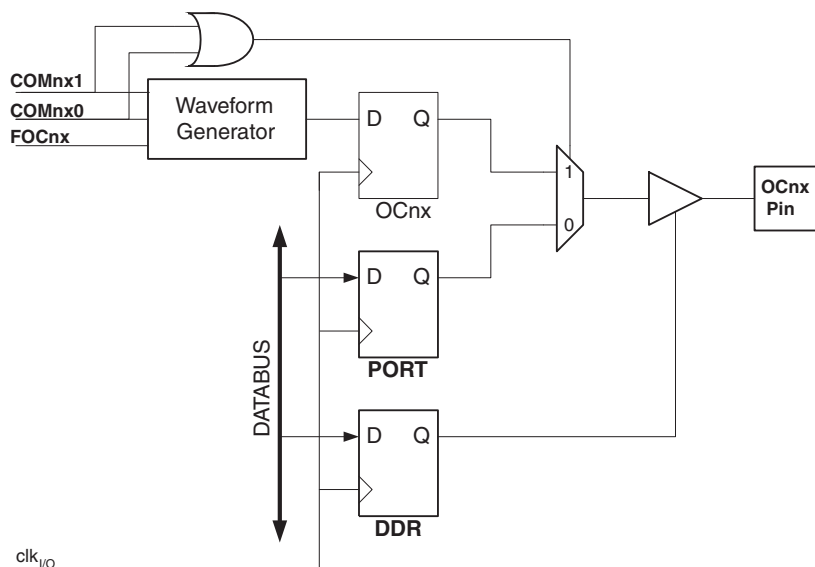 COMnx1
COMnx0
FOCnx
Waveform
Generator
D Q
OCnx
1
0
OCnx
Pin
D Q
PORT
D Q
DDR
DATABUS
clkI/O